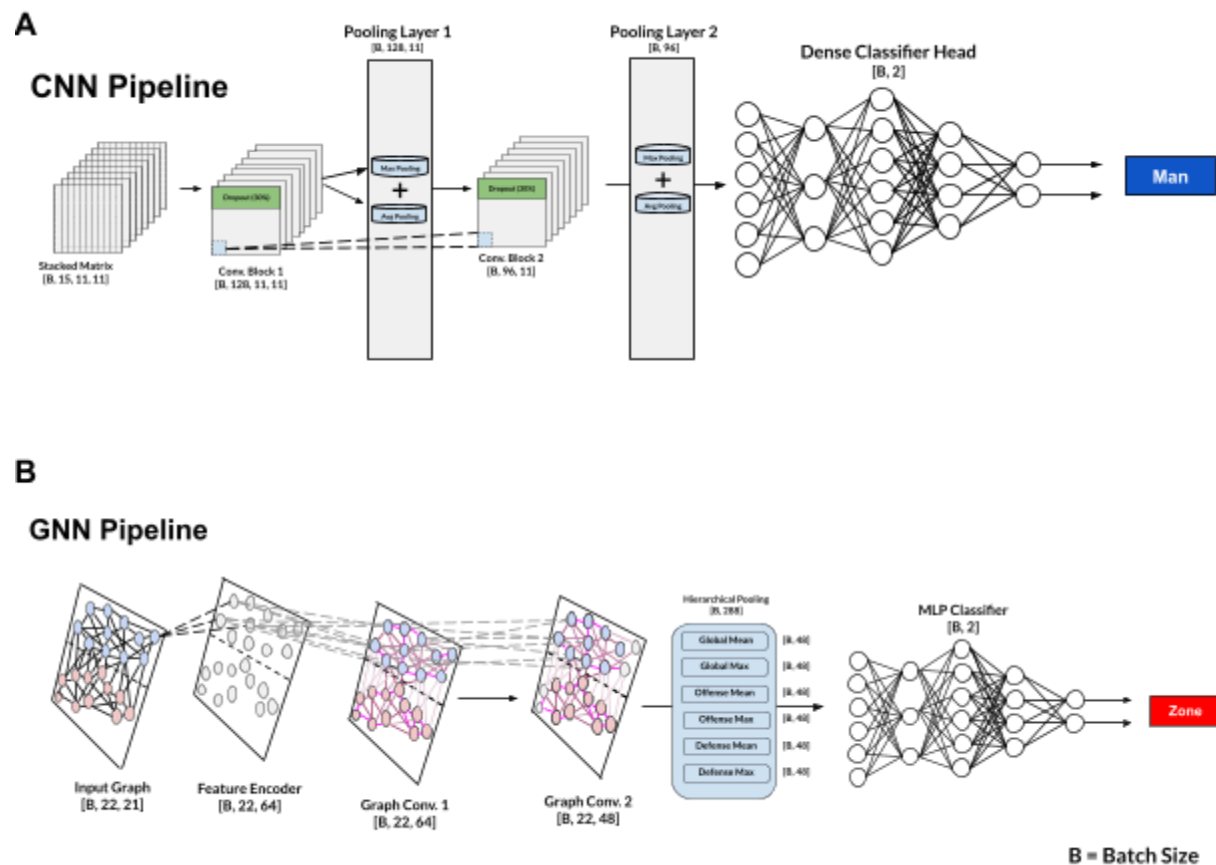 A
CNN Pipeline
Pooling Layer 1
[B, 128, 11]
Pooling Layer 2
[B, 96]
Dense Classifier Head
[B, 2]
Stacked Matrix
[B, 15, 11, 11]
Dropout (30%)
Conv. Block 1
[B, 128, 11, 11]
Max Pooling
+
Avg Pooling
Conv. Block 2
[B, 96, 11]
Max Pooling
+
Avg Pooling
Man
B
GNN Pipeline
Input Graph
[B, 22, 21]
Feature Encoder
[B, 22, 64]
Graph Conv. 1
[B, 22, 64]
Graph Conv. 2
[B, 22, 48]
Hierarchical Pooling
[B, 288]
Global Mean
[B, 48]
Global Max
[B, 48]
Offense Mean
[B, 48]
Offense Max
[B, 48]
Defense Mean
[B, 48]
Defense Max
[B, 48]
MLP Classifier
[B, 2]
Zone
B = Batch Size